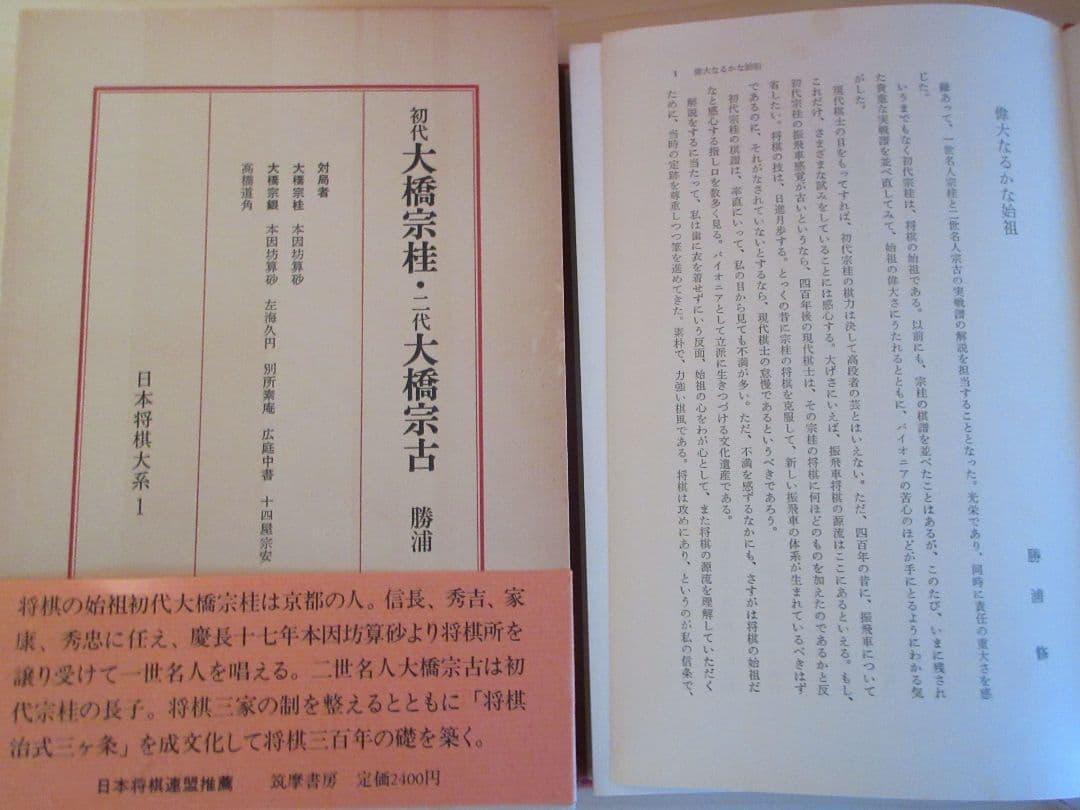 初代大橋宗桂・二代大橋宗古 勝浦
対局者
大橋宗桂 本因坊算砂
大橋宗銀 本因坊算砂 左海久円 別所素庵 広庭中書 十四屋宗安
高橋道角
日本将棋大系1
将棋の始祖初代大橋宗桂は京都の人。信長、秀吉、家
康、秀忠に任え、慶長十七年本因坊算砂より将棋所を
譲り受けて一世名人を唱える。二世名人大橋宗古は初
代宗桂の長子。将棋三家の制を整えるとともに「将棋
治式三ヶ条」を成文化して将棋三百年の礎を築く。
日本将棋連盟推薦 筑摩書房 定価2400円
1 偉大なるかな始祖
偉大なるかな始祖
勝浦 修
縁あって、一世名人宗桂と二世名人宗古の実戦譜の解説を担当することとなった。光栄であり、同時に責任の重大さを感
じた。
いうまでもなく初代宗桂は、将棋の始祖である。以前にも、宗桂の棋譜を並べたことはあるが、このたび、いまに残され
た貴重な実戦譜を並べ直してみて、始祖の偉大さにうたれるとともに、パイオニアの苦心のほどが手にとるようにわかる気
がした。
現代棋士の目をもってすれば、初代宗桂の棋力は決して高段者の芸とはいえない。ただ、四百年の昔に、振飛車について
これだけ、さまざまな試みをしていることには感心する。大げさにいえば、振飛車将棋の源流はここにあるといえる。もし、
初代宗桂の振飛車感覚が古いというなら、四百年後の現代棋士は、その宗桂の将棋に何ほどのものを加えたのであるかと反
省したい。将棋の技は、日進月歩する。とっくの昔に宗桂の将棋を克服して、新しい振飛車の体系が生まれているべきはず
であるのに、それがなされていないとするなら、現代棋士の怠慢であるというべきであろう。
初代宗桂の棋譜は、率直にいって、私の目から見ても不満が多い。ただ、不満を感ずるなかにも、さすがは将棋の始祖だ
なと感心する指し口を数多く見る。パイオニアとして立派に生きつづける文化遺産である。
解説をするに当たって、私は歯に衣を着せずにいう反面、始祖の心をわが心として、また将棋の源流を理解していただく
ために、当時の定跡を尊重しつつ筆を進めてきた。素朴で、力強い棋風である。将棋は攻めにあり、というのが私の信条で、